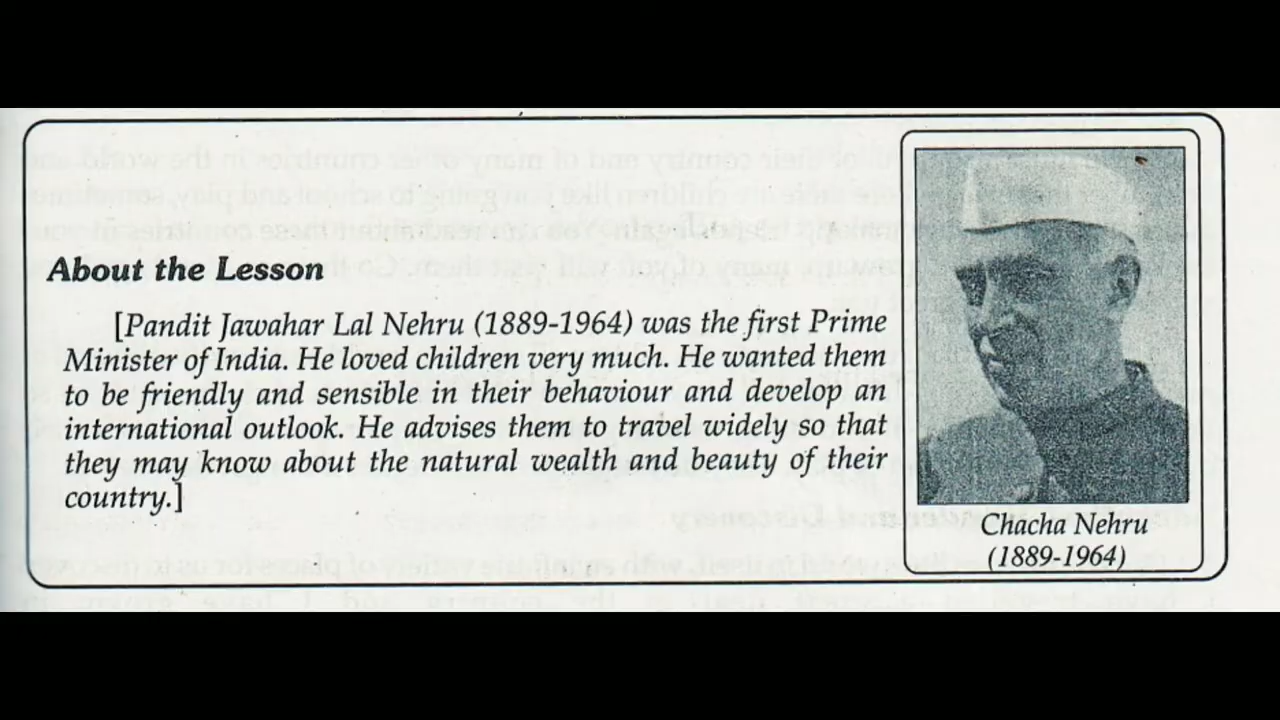 About the Lesson
[Pandit Jawahar Lal Nehru (1889-1964) was the first Prime
Minister of India. He loved children very much. He wanted them
to be friendly and sensible in their behaviour and develop an
international outlook. He advises them to travel widely so that
they may know about the natural wealth and beauty of their
country.]
Chacha Nehru
(1889-1964)